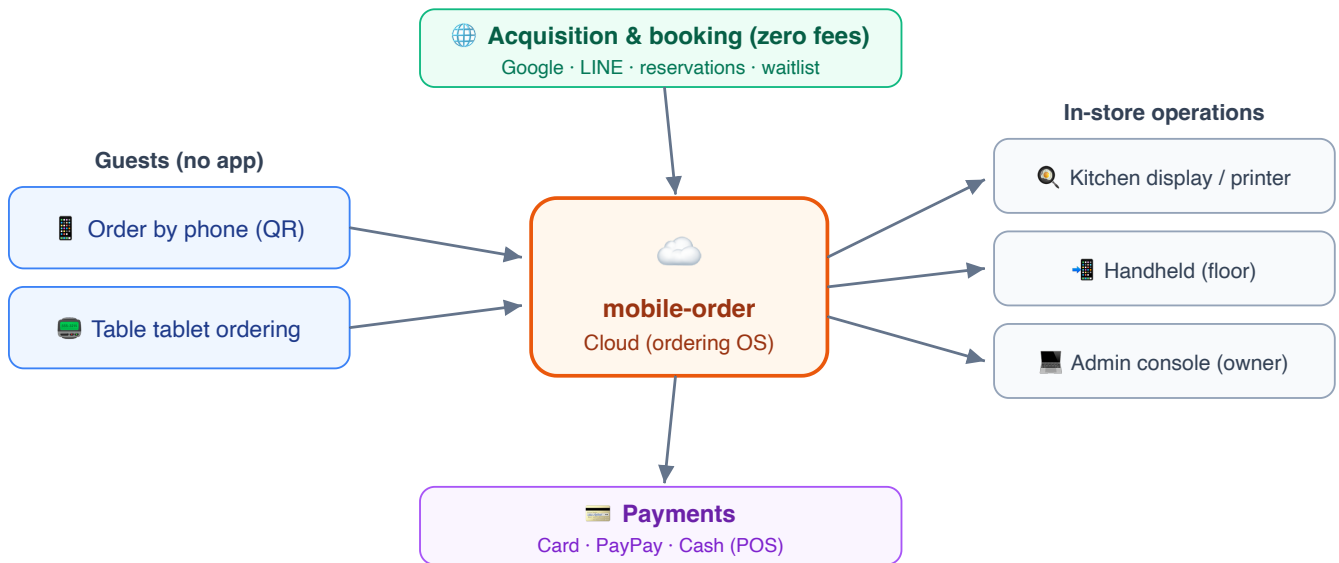 Acquisition & booking (zero fees)
Google · LINE · reservations · waitlist
Guests (no app)
Order by phone (QR)
Table tablet ordering
mobile-order
Cloud (ordering OS)
In-store operations
Kitchen display / printer
Handheld (floor)
Admin console (owner)
Payments
Card · PayPay · Cash (POS)